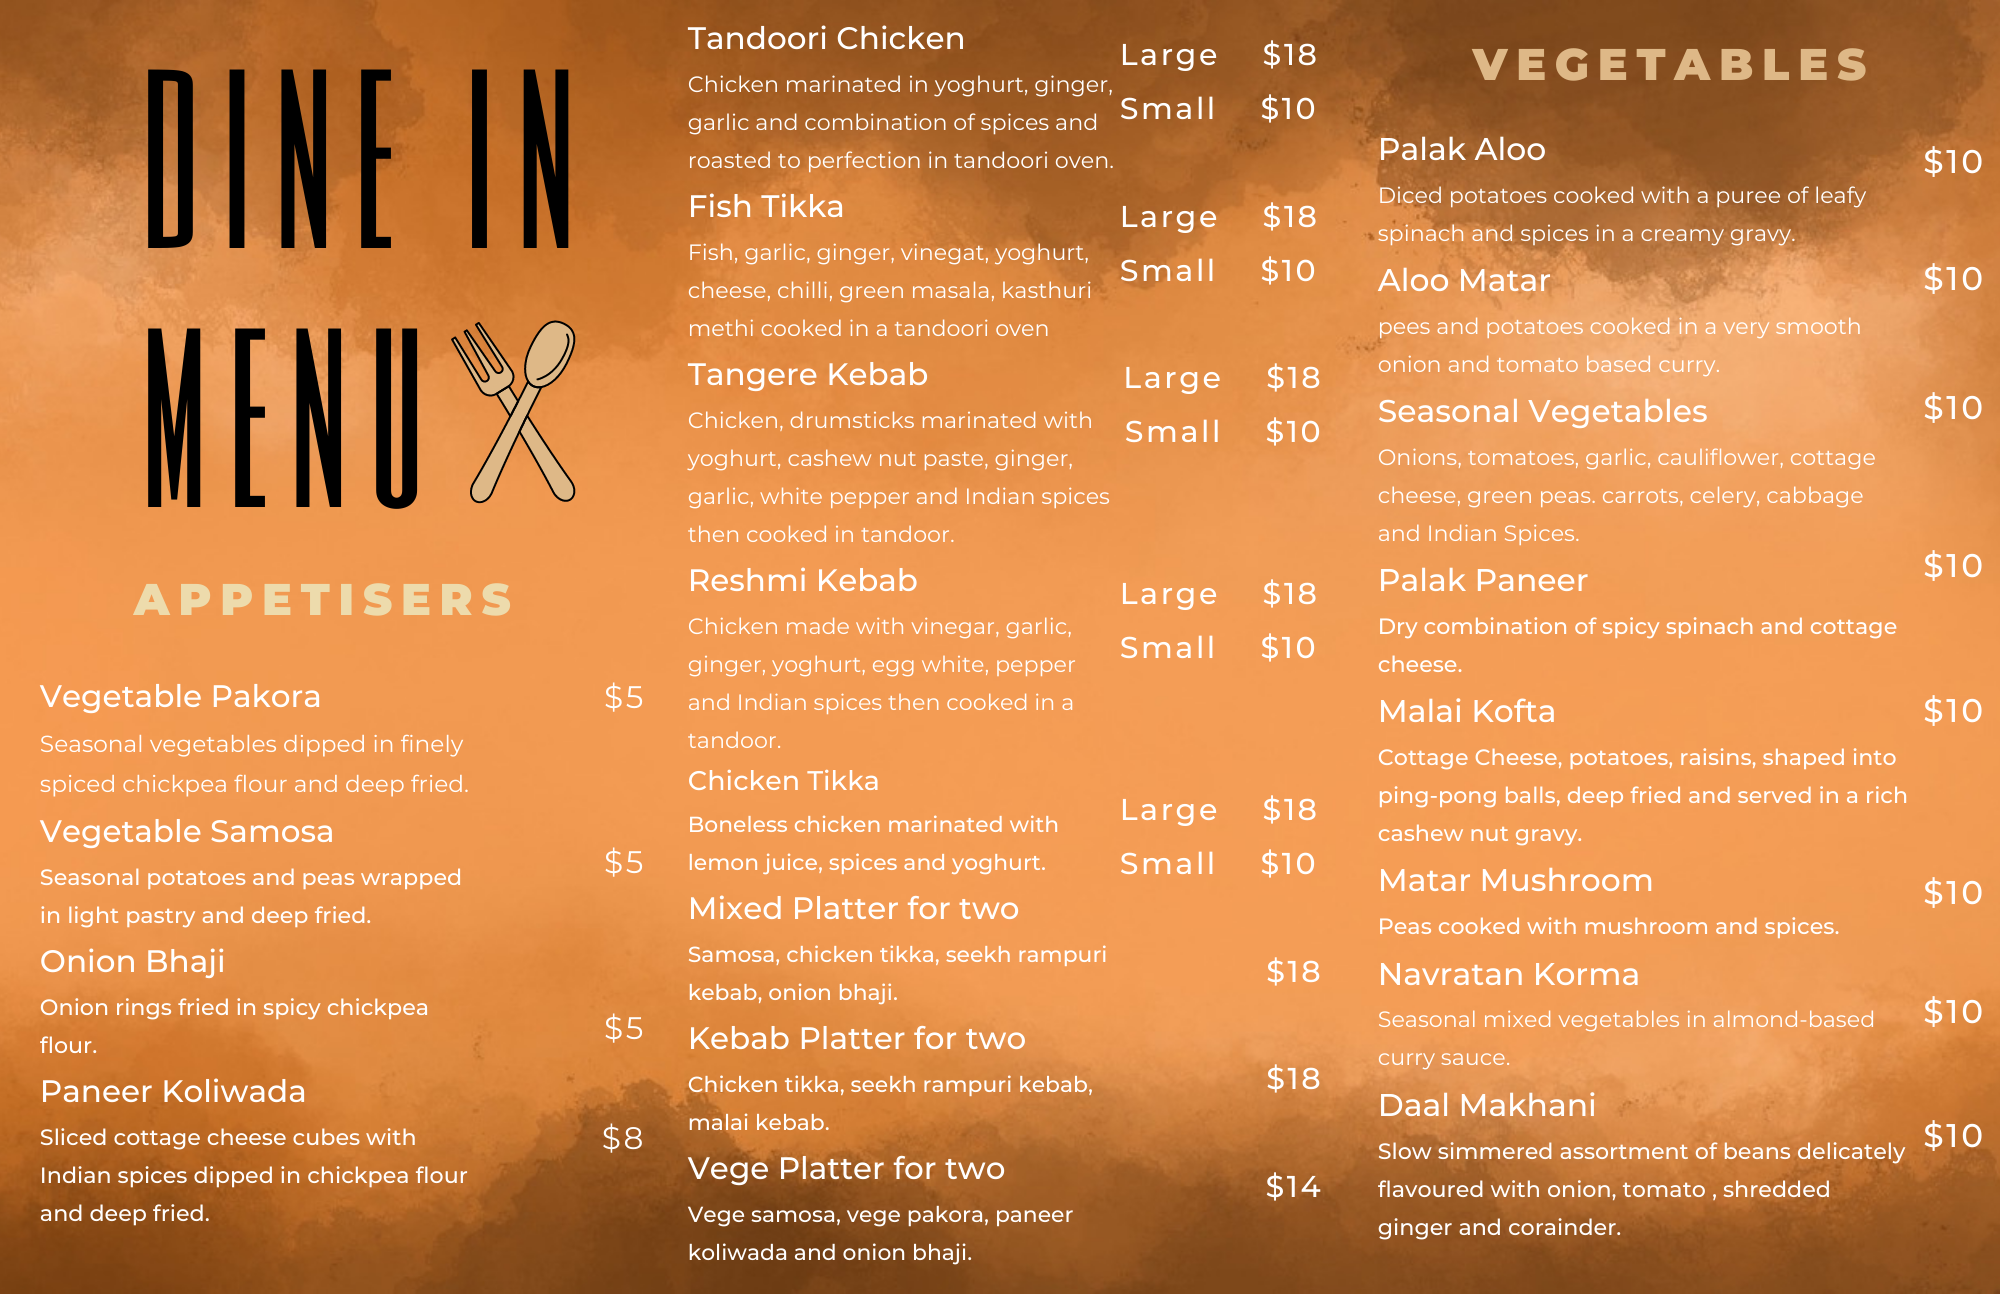 DINE IN
MENU
APPETISERS
Vegetable Pakora $5
Seasonal vegetables dipped in finely
spiced chickpea flour and deep fried.
Vegetable Samosa
Seasonal potatoes and peas wrapped $5
in light pastry and deep fried.
Onion Bhaji
Onion rings fried in spicy chickpea $5
flour.
Paneer Koliwada
Sliced cottage cheese cubes with $8
Indian spices dipped in chickpea flour
and deep fried.
Tandoori Chicken Large $18
Chicken marinated in yoghurt, ginger, Small $10
garlic and combination of spices and
roasted to perfection in tandoori oven.
Fish Tikka Large $18
Fish, garlic, ginger, vinegat, yoghurt, Small $10
cheese, chilli, green masala, kasthuri
methi cooked in a tandoori oven
Tangere Kebab Large $18
Chicken, drumsticks marinated with Small $10
yoghurt, cashew nut paste, ginger,
garlic, white pepper and Indian spices
then cooked in tandoor.
Reshmi Kebab Large $18
Chicken made with vinegar, garlic, Small $10
ginger, yoghurt, egg white, pepper
and Indian spices then cooked in a
tandoor.
Chicken Tikka Large $18
Boneless chicken marinated with
lemon juice, spices and yoghurt. Small $10
Mixed Platter for two
Samosa, chicken tikka, seekh rampuri $18
kebab, onion bhaji.
Kebab Platter for two
Chicken tikka, seekh rampuri kebab, $18
malai kebab.
Vege Platter for two $14
Vege samosa, vege pakora, paneer
koliwada and onion bhaji.
VEGETABLES
Palak Aloo $10
Diced potatoes cooked with a puree of leafy
spinach and spices in a creamy gravy.
Aloo Matar $10
pees and potatoes cooked in a very smooth
onion and tomato based curry.
Seasonal Vegetables $10
Onions, tomatoes, garlic, cauliflower, cottage
cheese, green peas. carrots, celery, cabbage
and Indian Spices.
Palak Paneer $10
Dry combination of spicy spinach and cottage
cheese.
Malai Kofta $10
Cottage Cheese, potatoes, raisins, shaped into
ping-pong balls, deep fried and served in a rich
cashew nut gravy.
Matar Mushroom $10
Peas cooked with mushroom and spices.
Navratan Korma $10
Seasonal mixed vegetables in almond-based
curry sauce.
Daal Makhani $10
Slow simmered assortment of beans delicately
flavoured with onion, tomato , shredded
ginger and corainder.